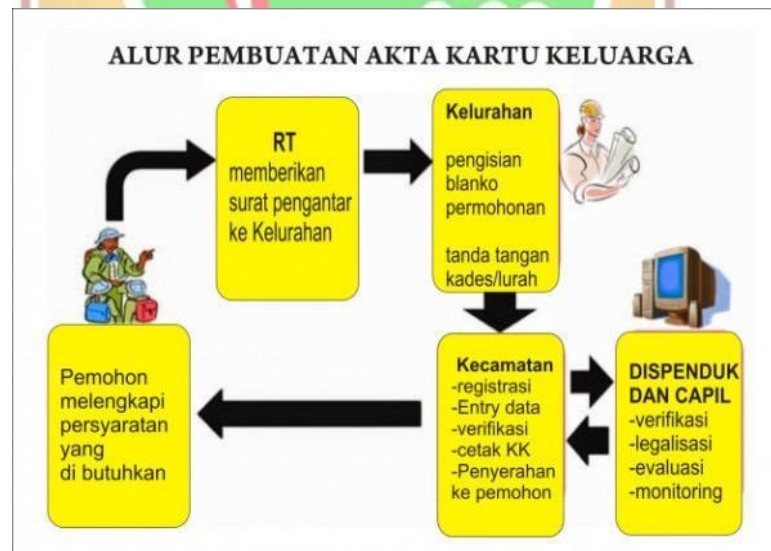 ALUR PEMBUATAN AKTA KARTU KELUARGA
RT
memberikan
surat pengantar
ke Kelurahan
Kelurahan
pengisian
blanko
permohonan
tanda tangan
kades/lurah
Kecamatan
-registrasi
-Entry data
-verifikasi
-cetak KK
-Penyerahan
ke pemohon
DISPENDUK
DAN CAPIL
-verifikasi
-legalisasi
-evaluasi
-monitoring
Pemohon
melengkapi
persyaratan
yang
di butuhkan